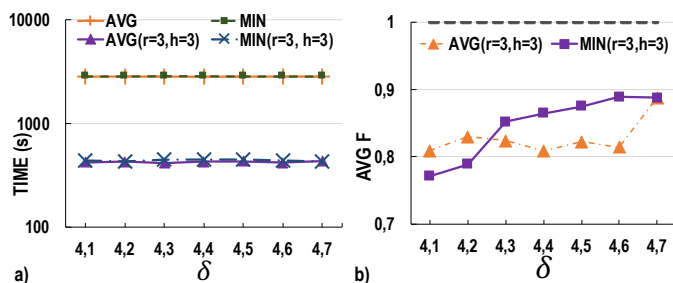 AVG MIN
AVG(r=3,h=3) MIN(r=3, h=3)
10000
1000
100
TIME (s)
4,1 4,2 4,3 4,4 4,5 4,6 4,7
δ
a)
AVG(r=3,h=3) MIN(r=3,h=3)
1
0,9
0,8
0,7
AVG F
4,1 4,2 4,3 4,4 4,5 4,6 4,7
δ
b)